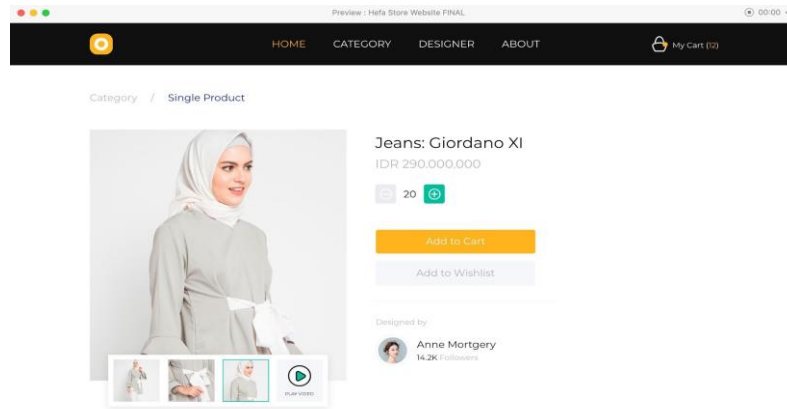 Preview : Hefa Store Website FINAL
00:00
HOME CATEGORY DESIGNER ABOUT My Cart (12)
Category / Single Product
Jeans: Giordano XI
IDR 290.000.000
20
Add to Cart
Add to Wishlist
Designed by
Anne Mortgery
14.2K Followers
PLAY VIDEO